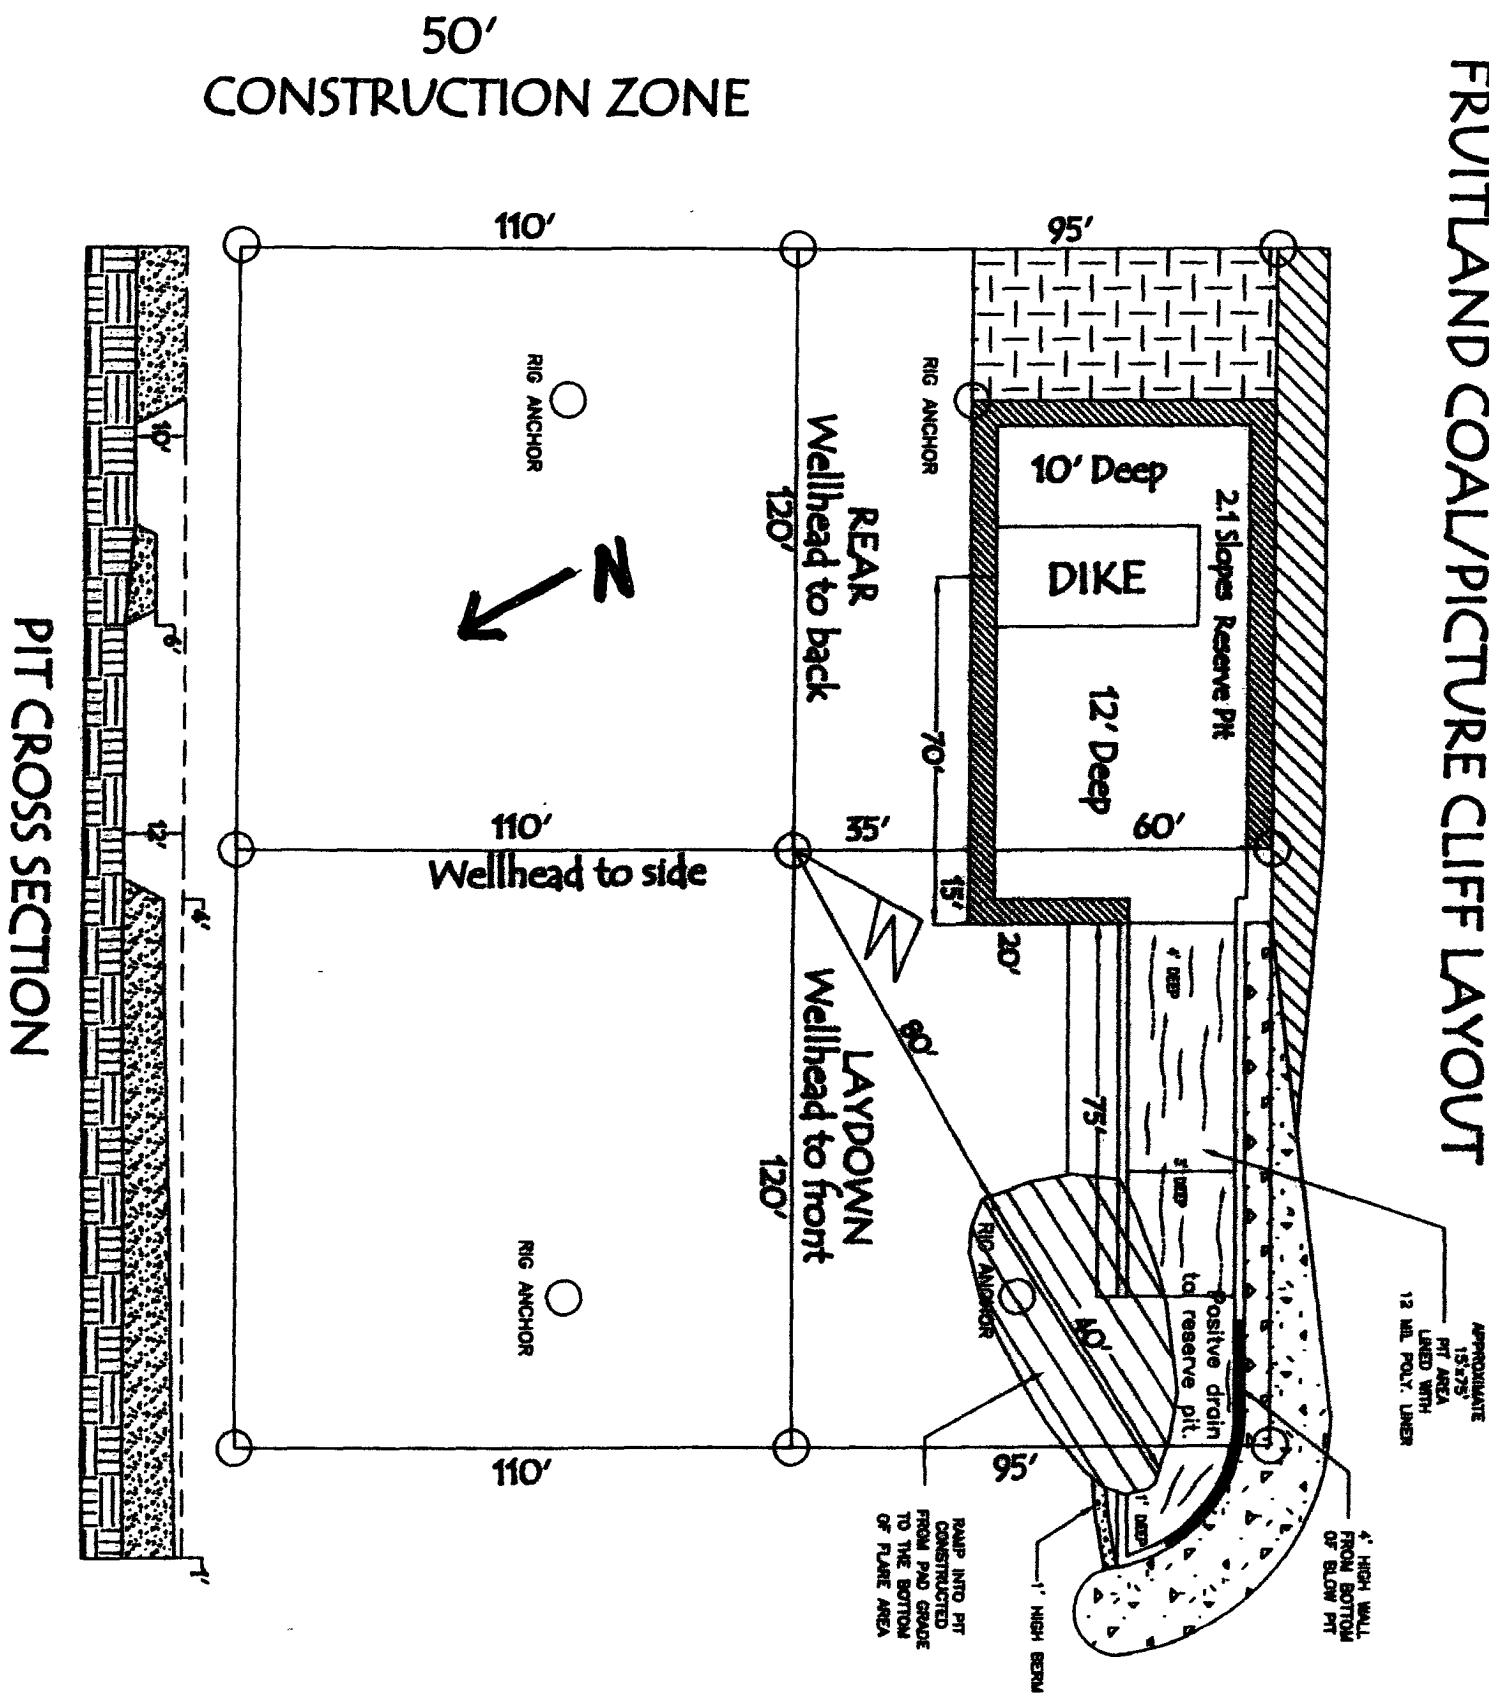 FRUITLAND COAL/PICTURE CLIFF LAYOUT
50'
CONSTRUCTION ZONE
110'
95'
RIG ANCHOR
RIG ANCHOR
10' Deep
2.1 Slopes Reserve Pit
DIKE
12' Deep
REAR
Wellhead to back
120'
N
70'
110'
Wellhead to side
35'
60'
15'
20'
80'
4' DEEP
75'
3' DEEP
LAYDOWN
Wellhead to front
120'
RIG ANCHOR
RIG ANCHOR
40'
Positive drain
to reserve pit.
1' DEEP
110'
95'
APPROXIMATE
15'x75'
PIT AREA
LINED WITH
12 MIL POLY. LINER
4' HIGH WALL
FROM BOTTOM
OF BLOW PIT
RAMP INTO PIT
CONSTRUCTED
FROM PAD GRADE
TO THE BOTTOM
OF FLARE AREA
1' HIGH BERM
10'
6'
12'
4'
1'
PIT CROSS SECTION